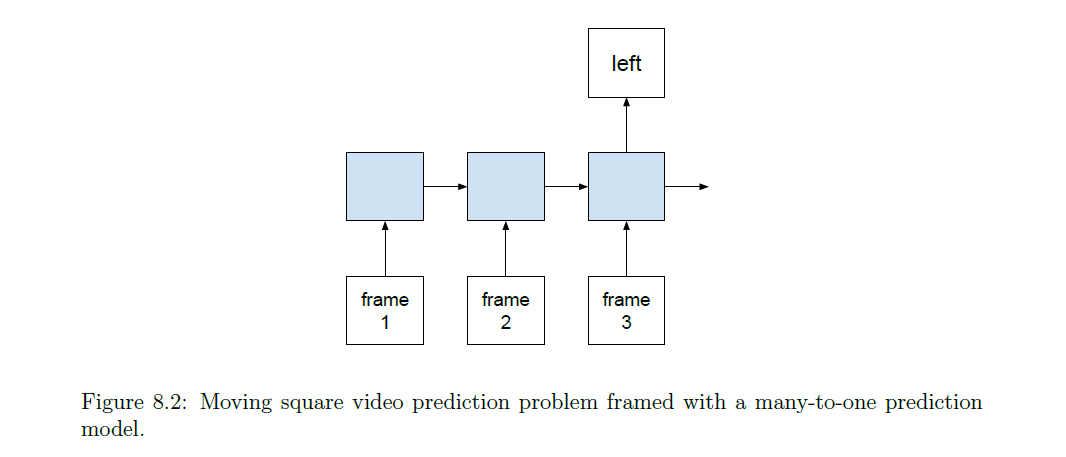 left
frame
1
frame
2
frame
3
Figure 8.2: Moving square video prediction problem framed with a many-to-one prediction
model.